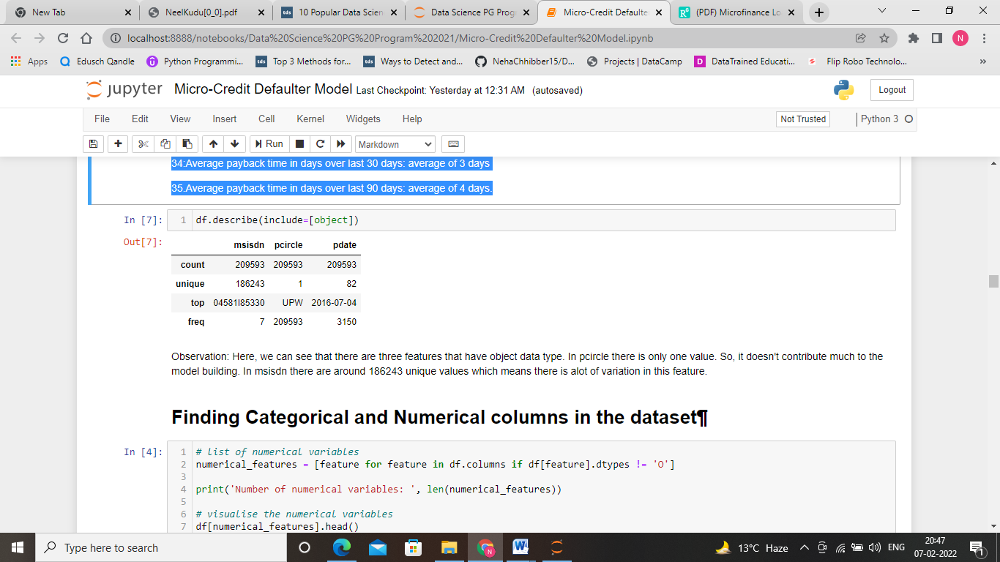 New Tab
NeelKudu[0_0].pdf
tds 10 Popular Data Scien
Data Science PG Prog
Micro-Credit Defaulte
R (PDF) Microfinance Lo
localhost:8888/notebooks/Data%20Science%20PG%20Program%202021/Micro-Credit%20Defaulter%20Model.ipynb
N
Apps Edusch Qandle Python Programmi... tds Top 3 Methods for... tds Ways to Detect and... NehaChhibber15/D... Projects | DataCamp D DataTrained Educati... Flip Robo Technolo... »
jupyter Micro-Credit Defaulter Model Last Checkpoint: Yesterday at 12:31 AM (autosaved) Logout
File Edit View Insert Cell Kernel Widgets Help Not Trusted Python 3
Run Markdown
34:Average payback time in days over last 30 days: average of 3 days
35.Average payback time in days over last 90 days: average of 4 days.
In [7]: 1 df.describe(include=[object])
Out[7]:
msisdn pcircle pdate
count 209593 209593 209593
unique 186243 1 82
top 04581I85330 UPW 2016-07-04
freq 7 209593 3150
Observation: Here, we can see that there are three features that have object data type. In pcircle there is only one value. So, it doesn't contribute much to the
model building. In msisdn there are around 186243 unique values which means there is alot of variation in this feature.
Finding Categorical and Numerical columns in the dataset¶
In [4]: 1 # list of numerical variables
2 numerical_features = [feature for feature in df.columns if df[feature].dtypes != 'O']
3
4 print('Number of numerical variables: ', len(numerical_features))
5
6 # visualise the numerical variables
7 df[numerical_features].head()
Type here to search
13°C Haze ENG
20:47
07-02-2022
1